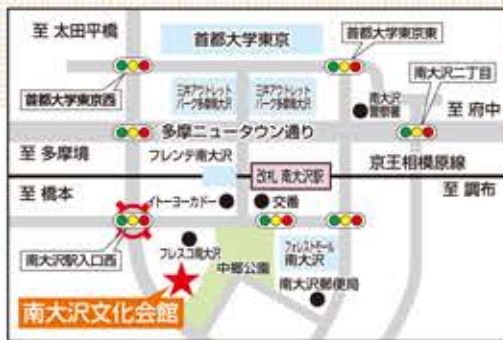 至 太田平橋
首都大学東京
首都大学東京東
首都大学東京西
三井アウトレット
パーク多摩南大沢
三井アウトレット
パーク多摩南大沢
南大沢
警察署
南大沢二丁目
至 府中
多摩ニュータウン通り
至 多摩境
フレンテ南大沢
改札 南大沢駅
京王相模原線
至 橋本
至 調布
イトーヨーカドー
交番
南大沢駅入口西
フレスコ南大沢
中郷公園
フォレストモール
南大沢
南大沢郵便局
南大沢文化会館